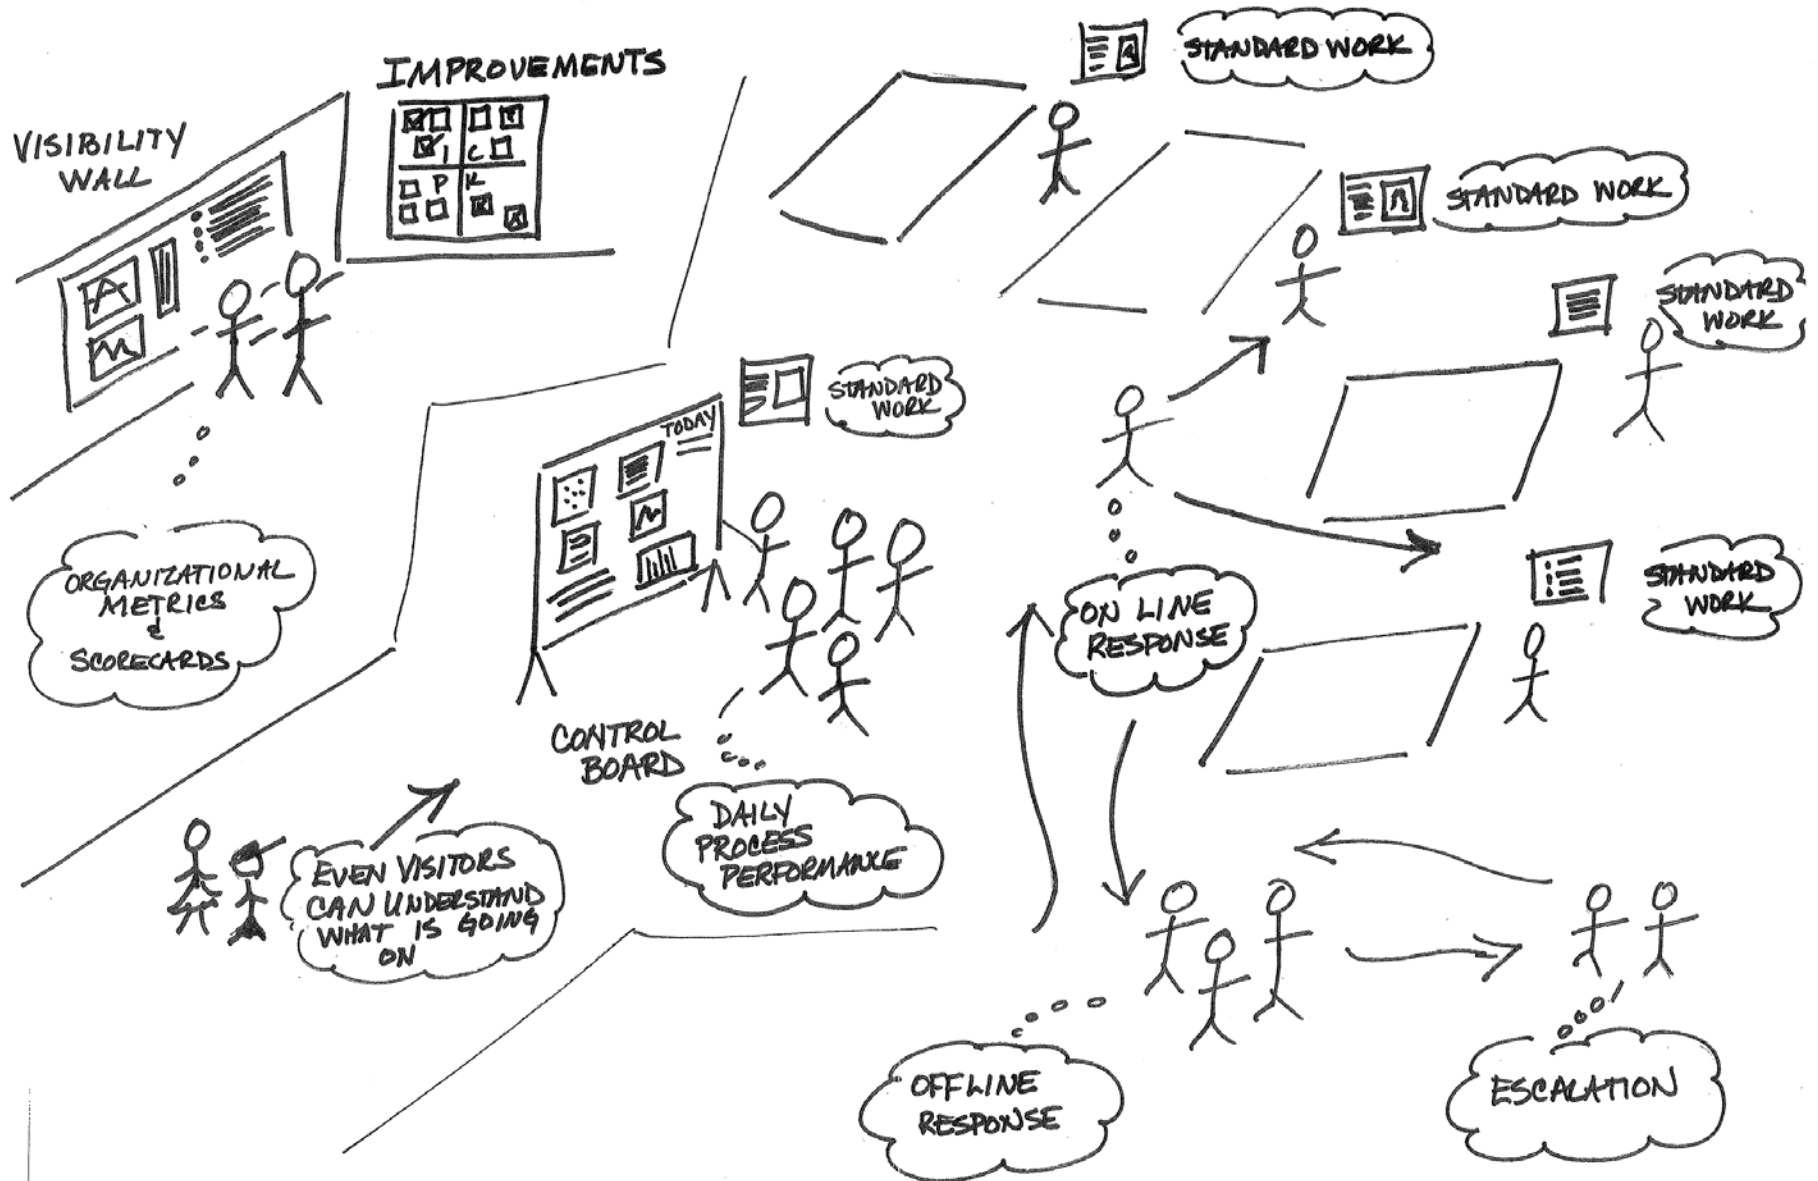 IMPROVEMENTS
VISIBILITY
WALL
I C
P K
STANDARD WORK
STANDARD WORK
STANDARD
WORK
STANDARD
WORK
TODAY
ORGANIZATIONAL
METRICS
&
SCORECARDS
CONTROL
BOARD
ON LINE
RESPONSE
STANDARD
WORK
DAILY
PROCESS
PERFORMANCE
EVEN VISITORS
CAN UNDERSTAND
WHAT IS GOING
ON
OFFLINE
RESPONSE
ESCALATION